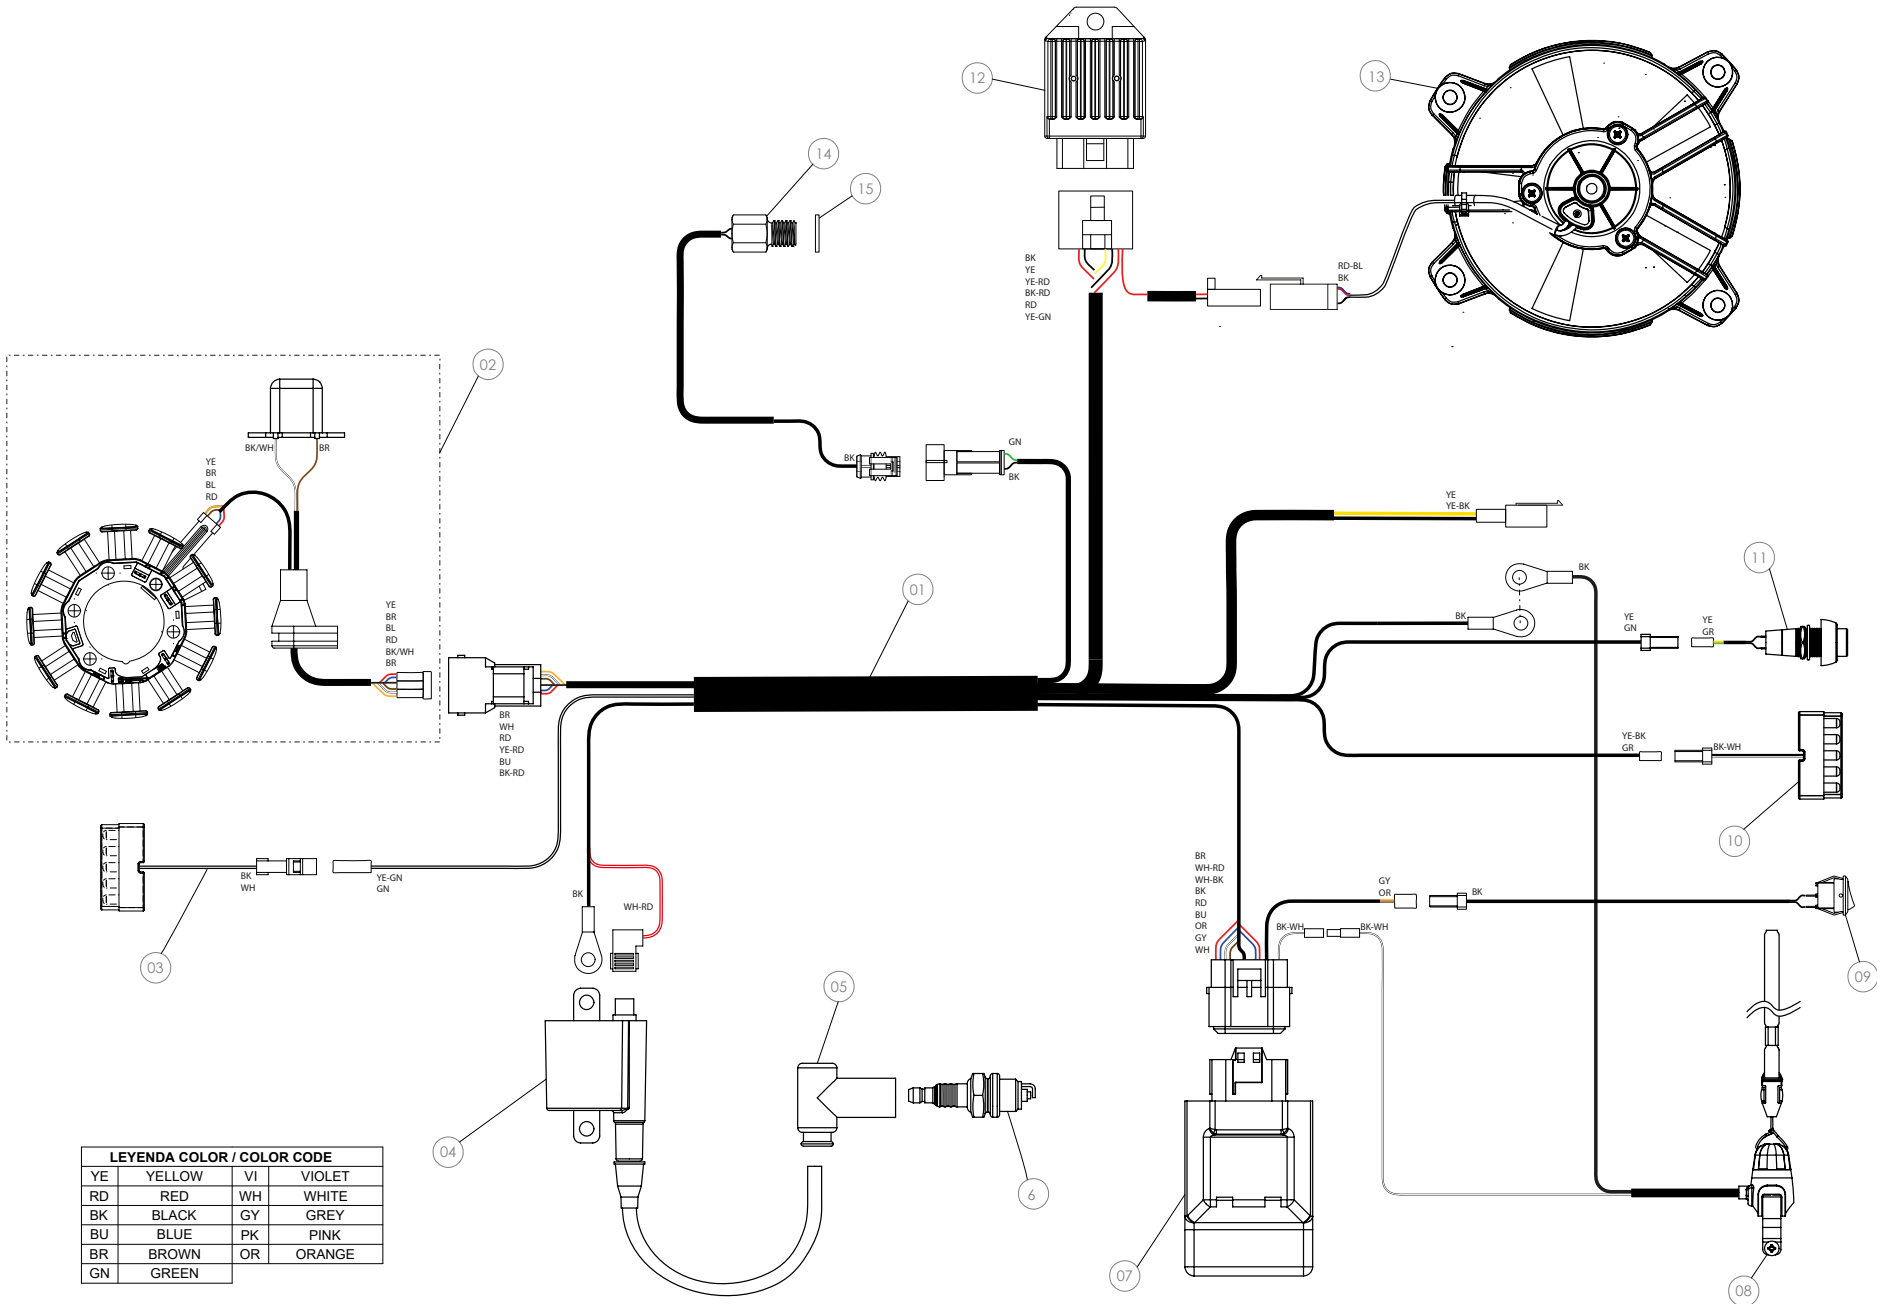 12
13
14
15
BK
YE
YE-RD
BK-RD
RD
YE-GN
RD-BL
BK
02
BK/WH
BR
YE
BR
BL
RD
GN
BK
BK
YE
YE-BK
11
BK
BK
01
YE
BR
BL
RD
BK/WH
BR
YE
GN
YE
GR
BR
WH
RD
YE-RD
BU
BK-RD
YE-BK
GR
BK-WH
10
BK
WH
YE-GN
GN
BK
WH-RD
BR
WH-RD
WH-BK
BK
RD
BU
OR
GY
WH
GY
OR
BK
BK-WH
BK-WH
03
05
09
04
6
07
08
LEYENDA COLOR / COLOR CODE
YE YELLOW VI VIOLET
RD RED WH WHITE
BK BLACK GY GREY
BU BLUE PK PINK
BR BROWN OR ORANGE
GN GREEN